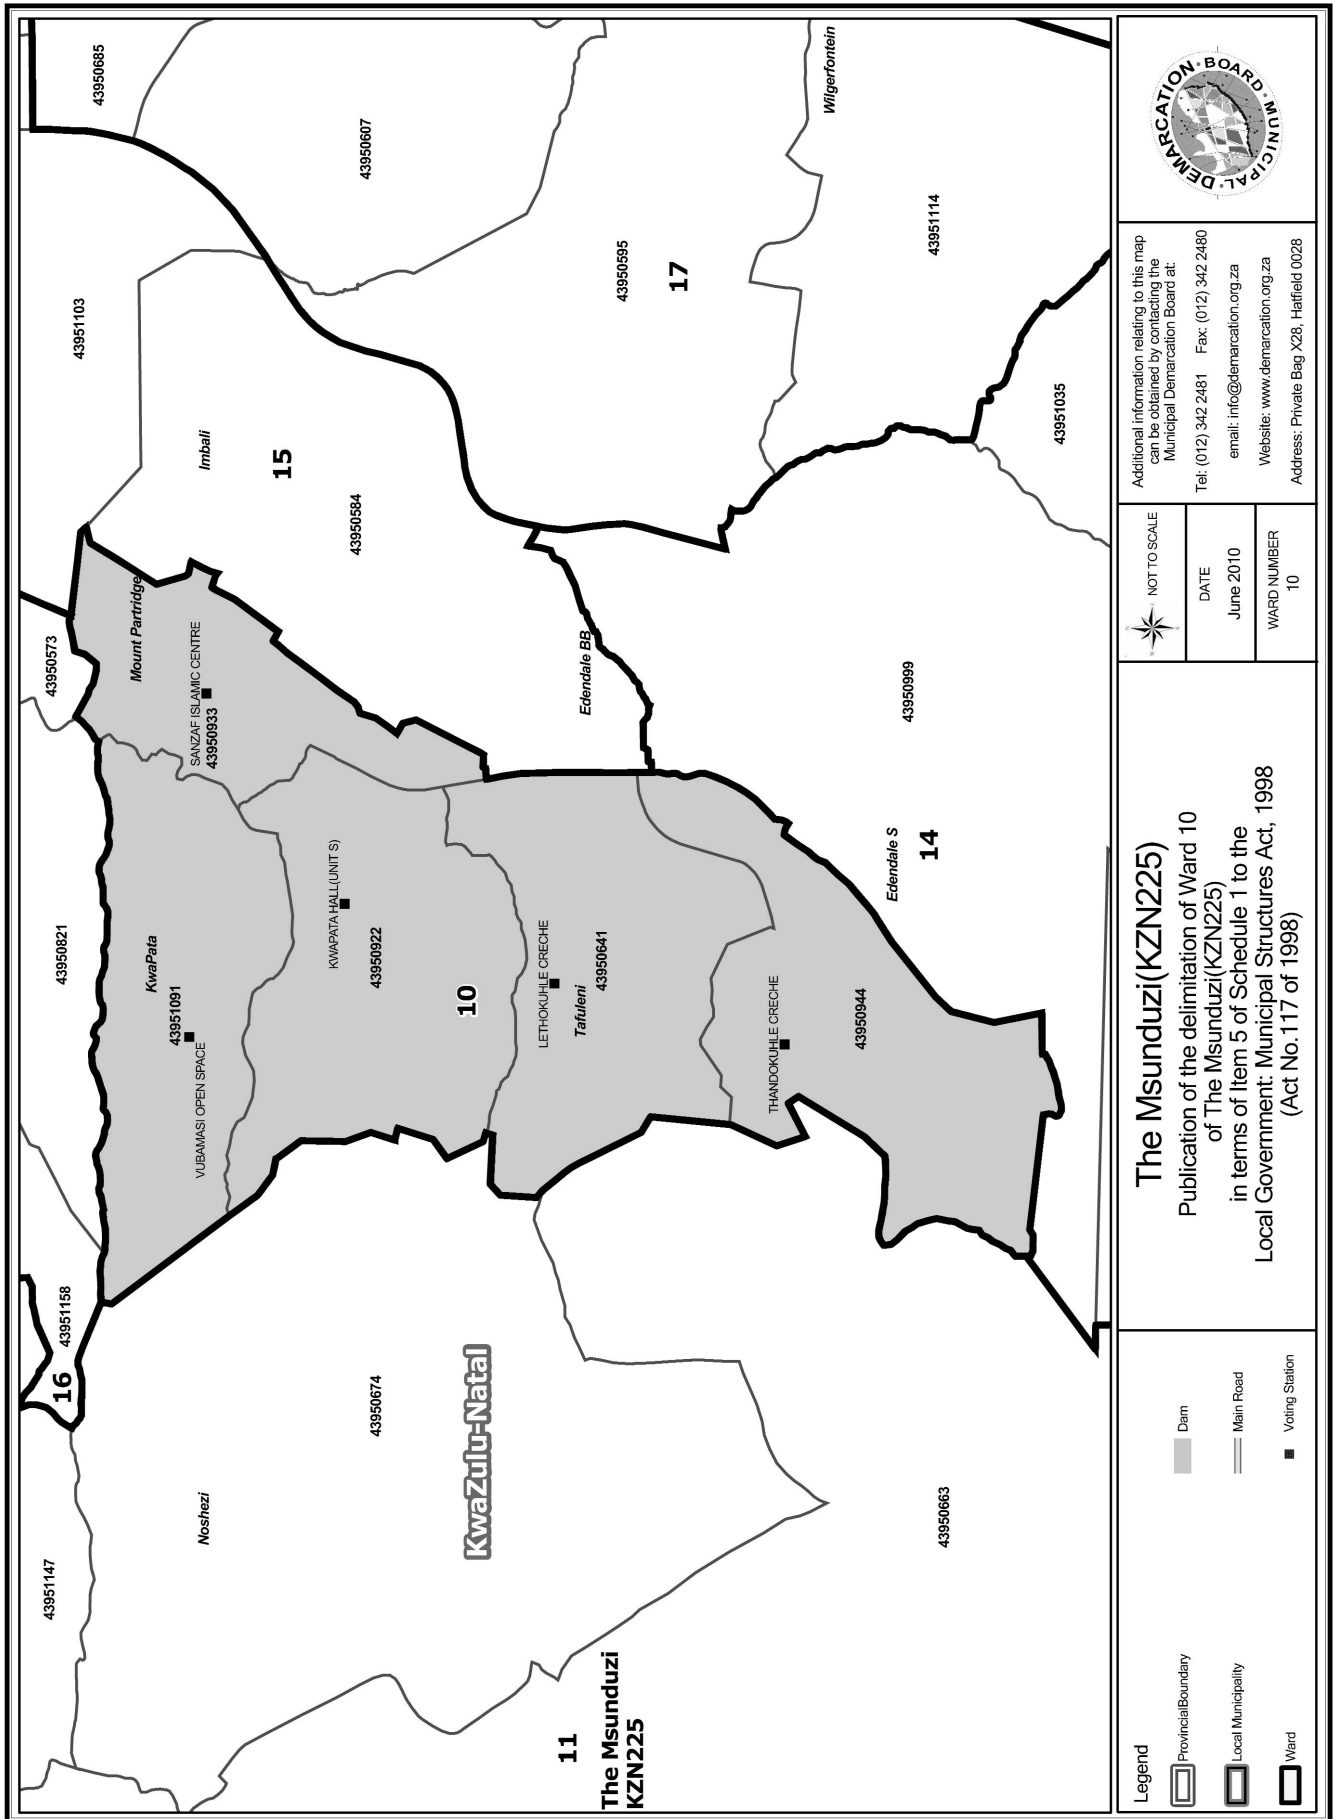 43951147
16
43951158
43950821
43950573
43951103
43950685
Noshezi
KwaPata
43951091
VUBAMASI OPEN SPACE
Mount Partridge
SANZAF ISLAMIC CENTRE
43950933
Imbali
15
43950584
43950607
43950674
KwaZulu-Natal
KWAPATA HALL(UNIT S)
43950922
10
11
The Msunduzi
KZN225
LETHOKUHLE CRECHE
Tafuleni
43950641
Edendale BB
43950595
17
THANDOKUHLE CRECHE
43950944
43950663
Edendale S
14
43950999
43951114
Wilgerfontein
43951035
Legend
ProvincialBoundary
Local Municipality
Ward
Dam
Main Road
Voting Station
The Msunduzi(KZN225)
Publication of the delimitation of Ward 10
of The Msunduzi(KZN225)
in terms of Item 5 of Schedule 1 to the
Local Government: Municipal Structures Act, 1998
(Act No.117 of 1998)
NOT TO SCALE
DATE
June 2010
WARD NUMBER
10
Additional information relating to this map
can be obtained by contacting the
Municipal Demarcation Board at:
Tel: (012) 342 2481 Fax: (012) 342 2480
email: info@demarcation.org.za
Website: www.demarcation.org.za
Address: Private Bag X28, Hatfield 0028
MUNICIPAL DEMARCATION BOARD